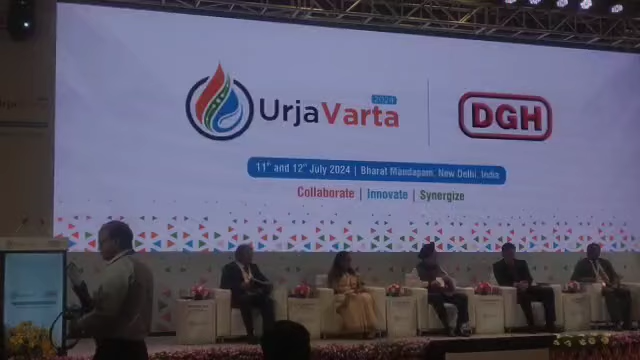 2024
UrjaVarta
DGH
11th and 12th July 2024 | Bharat Mandapam, New Delhi, India
Collaborate | Innovate | Synergize